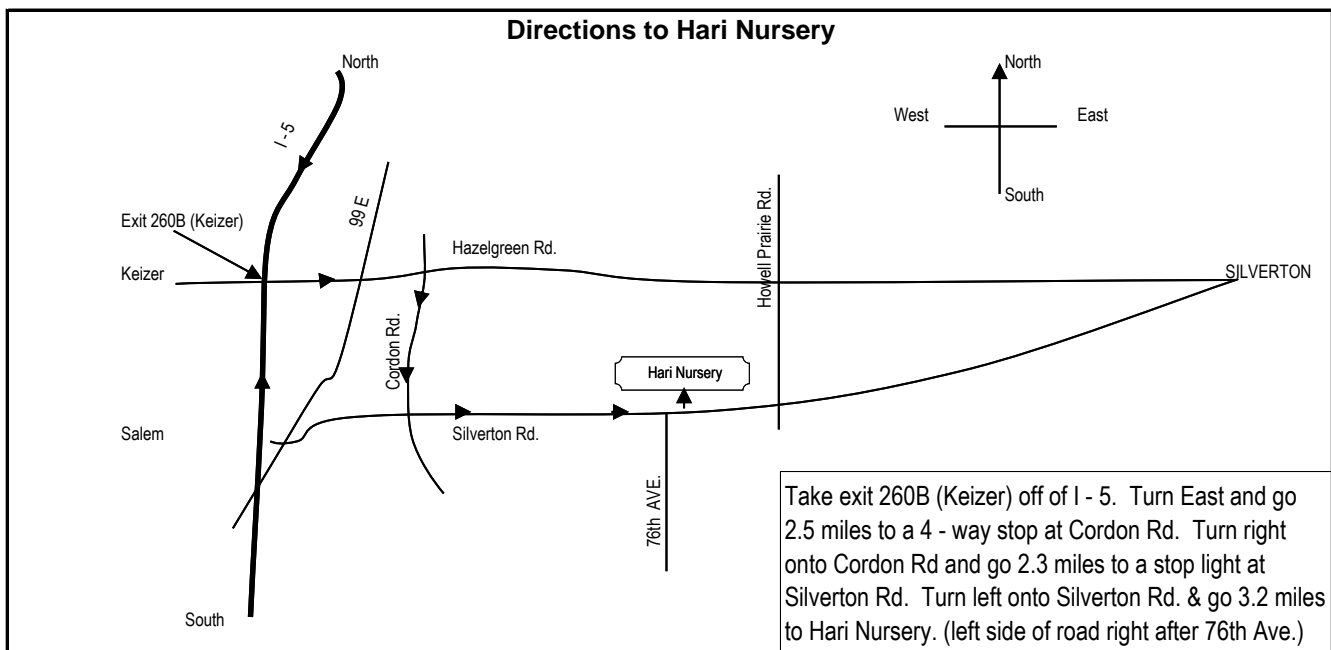 Directions to Hari Nursery
North
North
I - 5
West
East
South
99 E
Howell Prairie Rd.
Exit 260B (Keizer)
Hazelgreen Rd.
Keizer
SILVERTON
Cordon Rd.
Hari Nursery
Salem
Silverton Rd.
76th AVE.
South
Take exit 260B (Keizer) off of I - 5. Turn East and go
2.5 miles to a 4 - way stop at Cordon Rd. Turn right
onto Cordon Rd and go 2.3 miles to a stop light at
Silverton Rd. Turn left onto Silverton Rd. & go 3.2 miles
to Hari Nursery. (left side of road right after 76th Ave.)